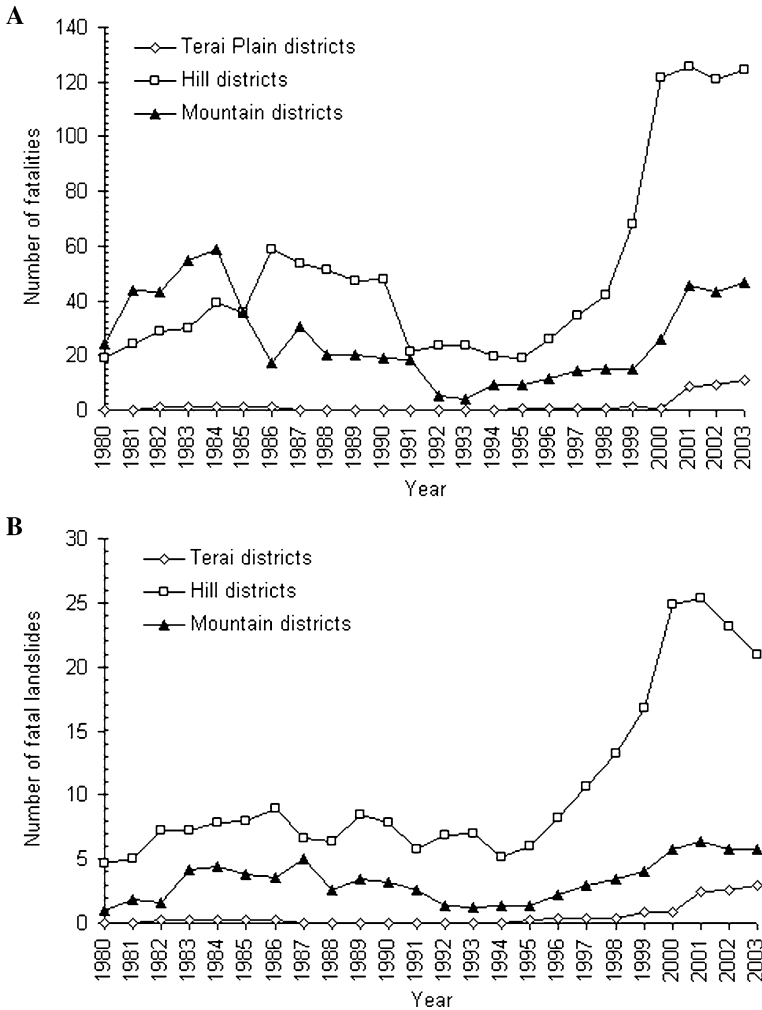 A
Number of fatalities
140
120
100
80
60
40
20
0
Terai Plain districts
Hill districts
Mountain districts
1980 1981 1982 1983 1984 1985 1986 1987 1988 1989 1990 1991 1992 1993 1994 1995 1996 1997 1998 1999 2000 2001 2002 2003
Year
B
Number of fatal landslides
30
25
20
15
10
5
0
Terai districts
Hill districts
Mountain districts
1980 1981 1982 1983 1984 1985 1986 1987 1988 1989 1990 1991 1992 1993 1994 1995 1996 1997 1998 1999 2000 2001 2002 2003
Year